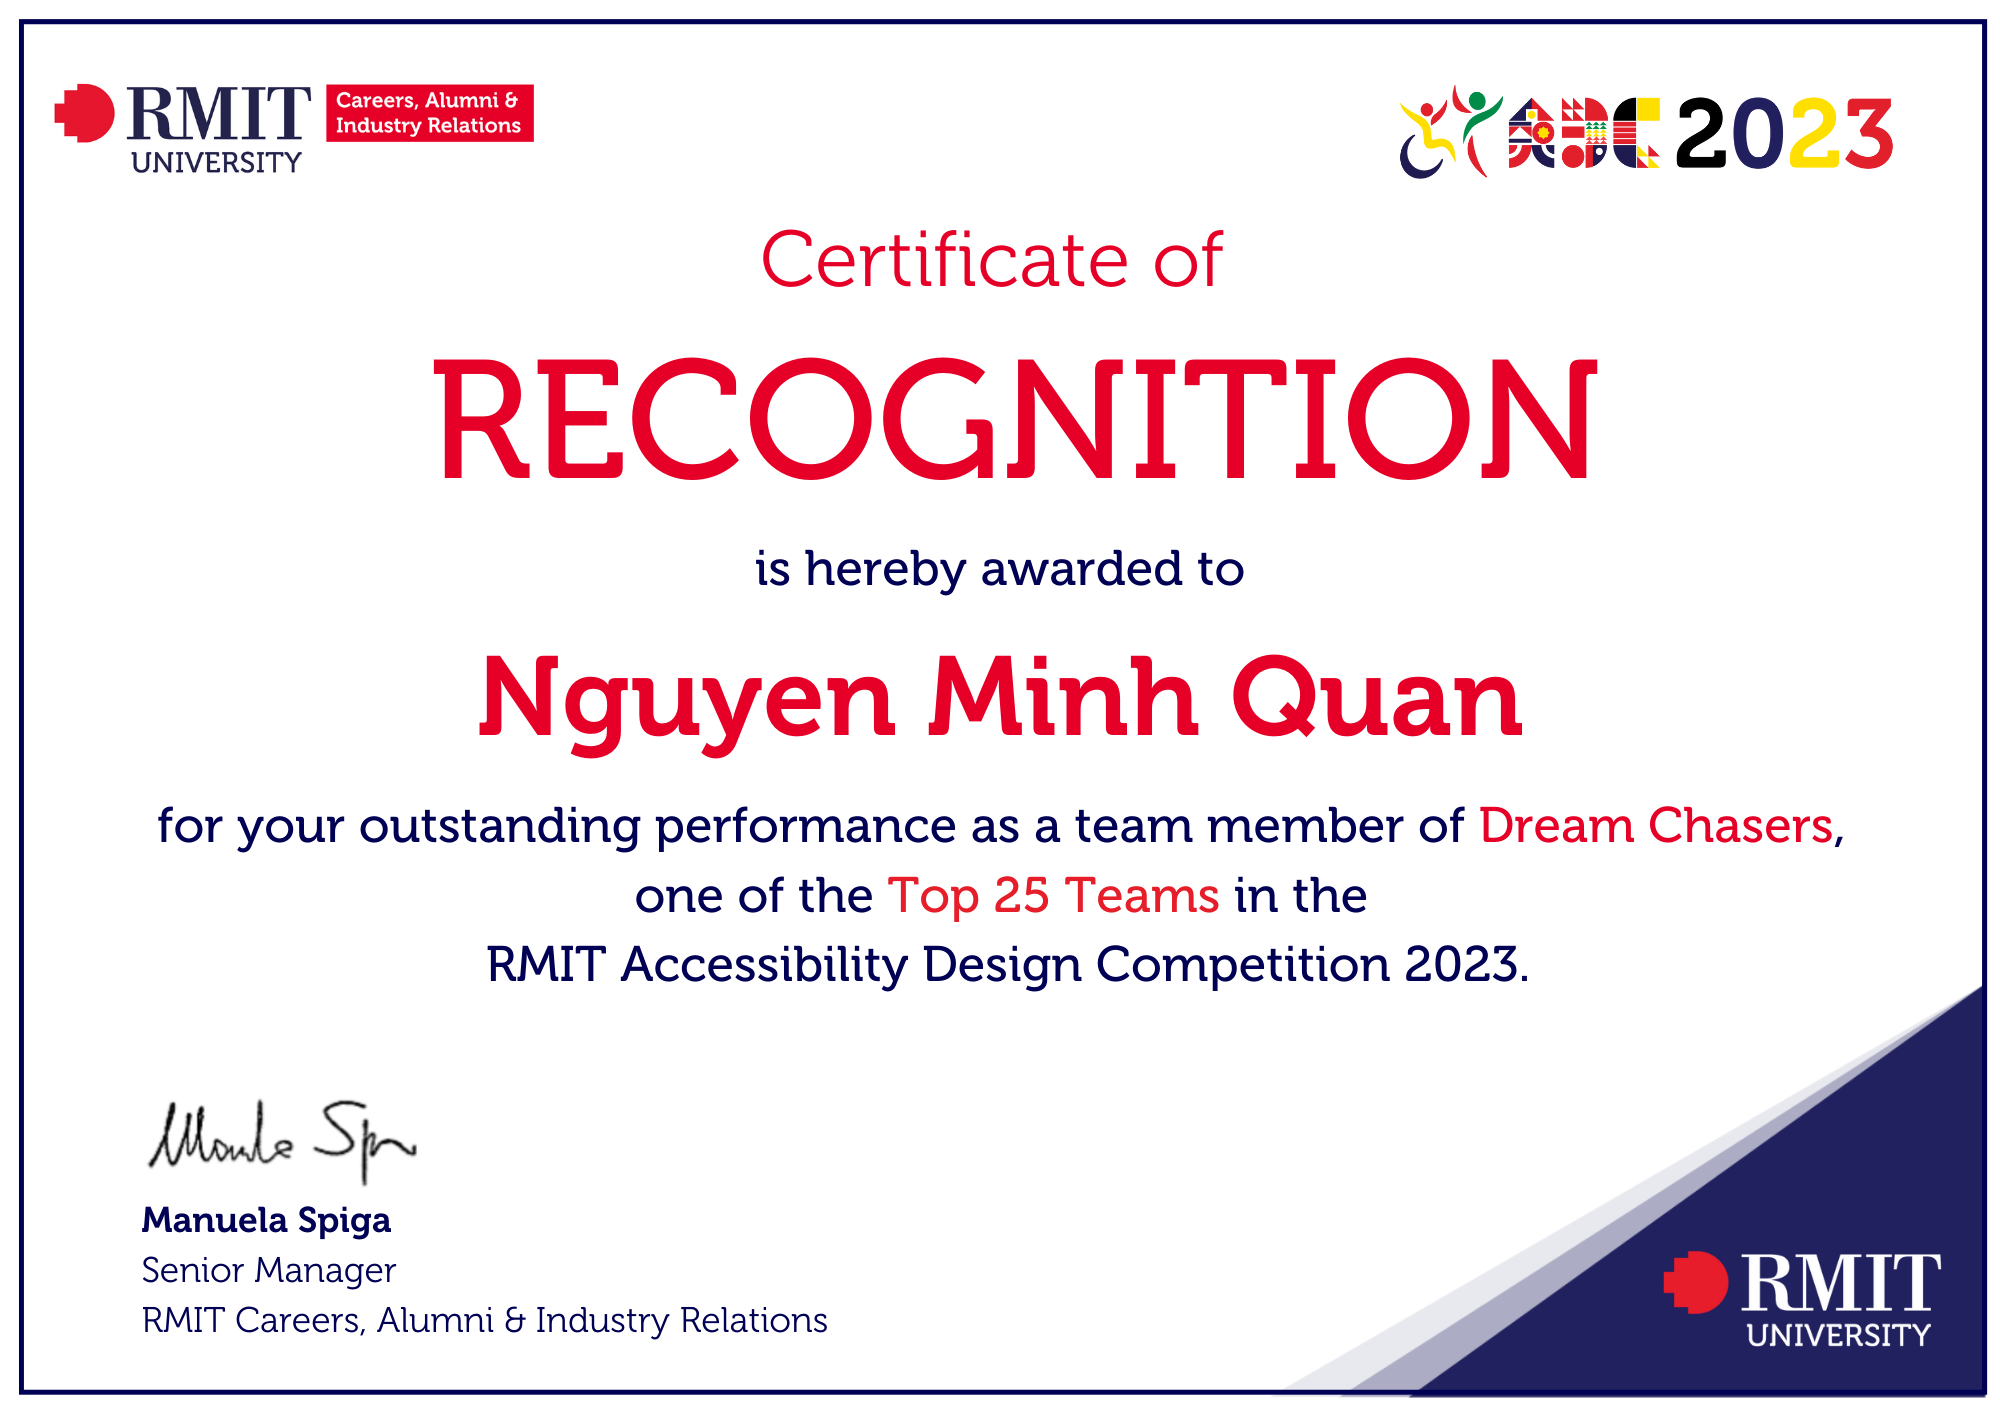 RMIT
UNIVERSITY
Careers, Alumni &
Industry Relations
ADC 2023
Certificate of
RECOGNITION
is hereby awarded to
Nguyen Minh Quan
for your outstanding performance as a team member of Dream Chasers,
one of the Top 25 Teams in the
RMIT Accessibility Design Competition 2023.
Manuela Spiga
Senior Manager
RMIT Careers, Alumni & Industry Relations
RMIT
UNIVERSITY